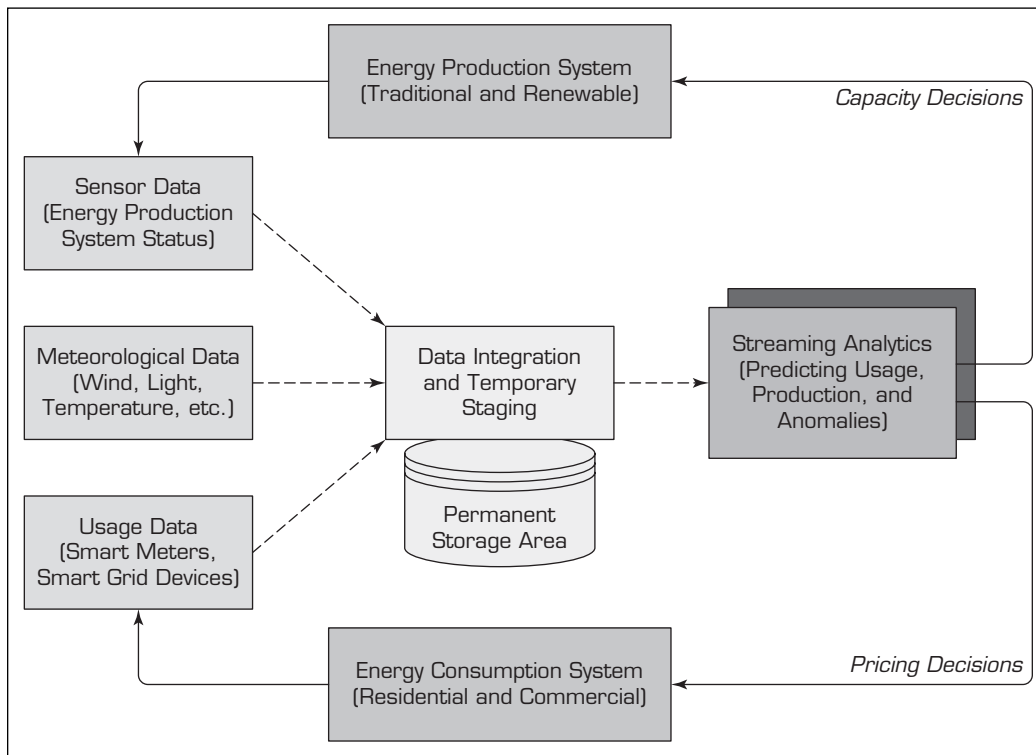 Energy Production System
(Traditional and Renewable)
Capacity Decisions
Sensor Data
(Energy Production
System Status)
Meteorological Data
(Wind, Light,
Temperature, etc.)
Data Integration
and Temporary
Staging
Streaming Analytics
(Predicting Usage,
Production, and
Anomalies)
Permanent
Storage Area
Usage Data
(Smart Meters,
Smart Grid Devices)
Energy Consumption System
(Residential and Commercial)
Pricing Decisions